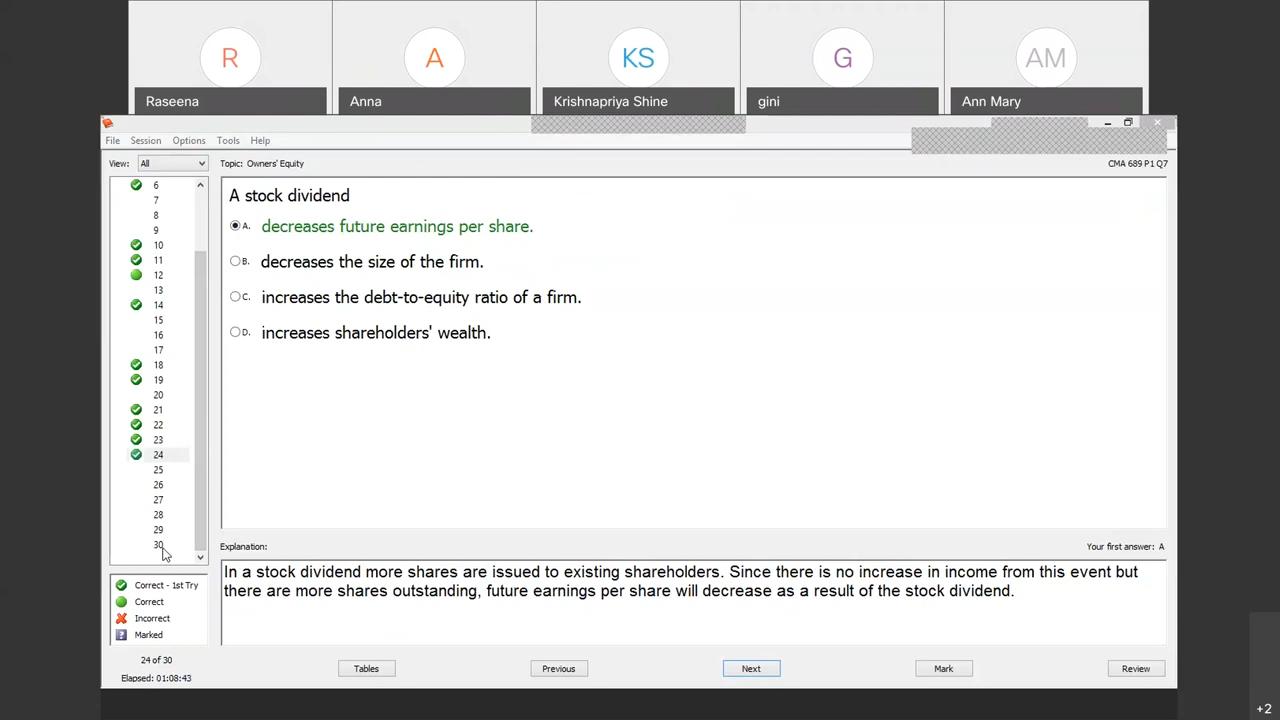 R
A
KS
G
AM
Raseena
Anna
Krishnapriya Shine
gini
Ann Mary
File Session Options Tools Help
View: All
Topic: Owners' Equity
CMA 689 P1 Q7
6
7
8
9
10
11
12
13
14
15
16
17
18
19
20
21
22
23
24
25
26
27
28
29
30
A stock dividend
A. decreases future earnings per share.
B. decreases the size of the firm.
C. increases the debt-to-equity ratio of a firm.
D. increases shareholders' wealth.
Explanation:
Your first answer: A
In a stock dividend more shares are issued to existing shareholders. Since there is no increase in income from this event but
there are more shares outstanding, future earnings per share will decrease as a result of the stock dividend.
Correct - 1st Try
Correct
Incorrect
? Marked
24 of 30
Elapsed: 01:08:43
Tables Previous Next Mark Review
+2